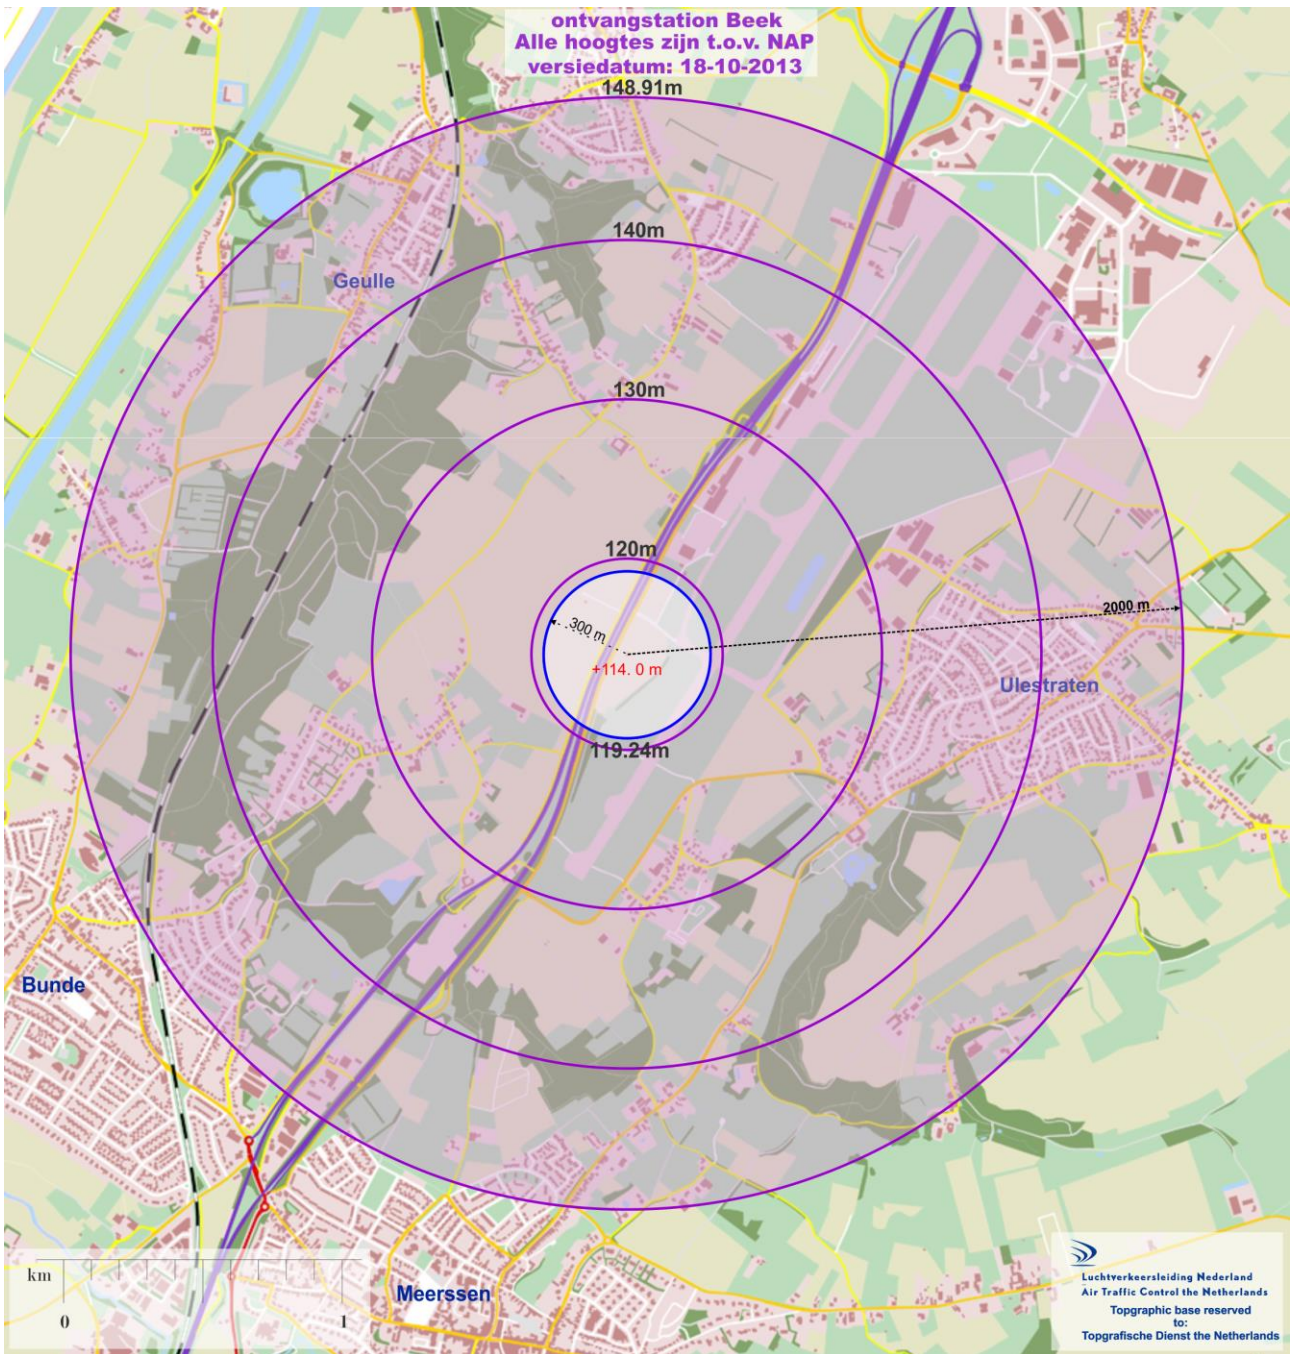 ontvangstation Beek
Alle hoogtes zijn t.o.v. NAP
versiedatum: 18-10-2013
148.91m
L
140m
Geulle
130m
120m
2000 m
300 m
+114. 0 m
Ulestraten
119.24m
Bunde
Meerssen
km
0
1
Luchtverkeersleiding Nederland
Air Traffic Control the Netherlands
Topgraphic base reserved
to:
Topgrafische Dienst the Netherlands